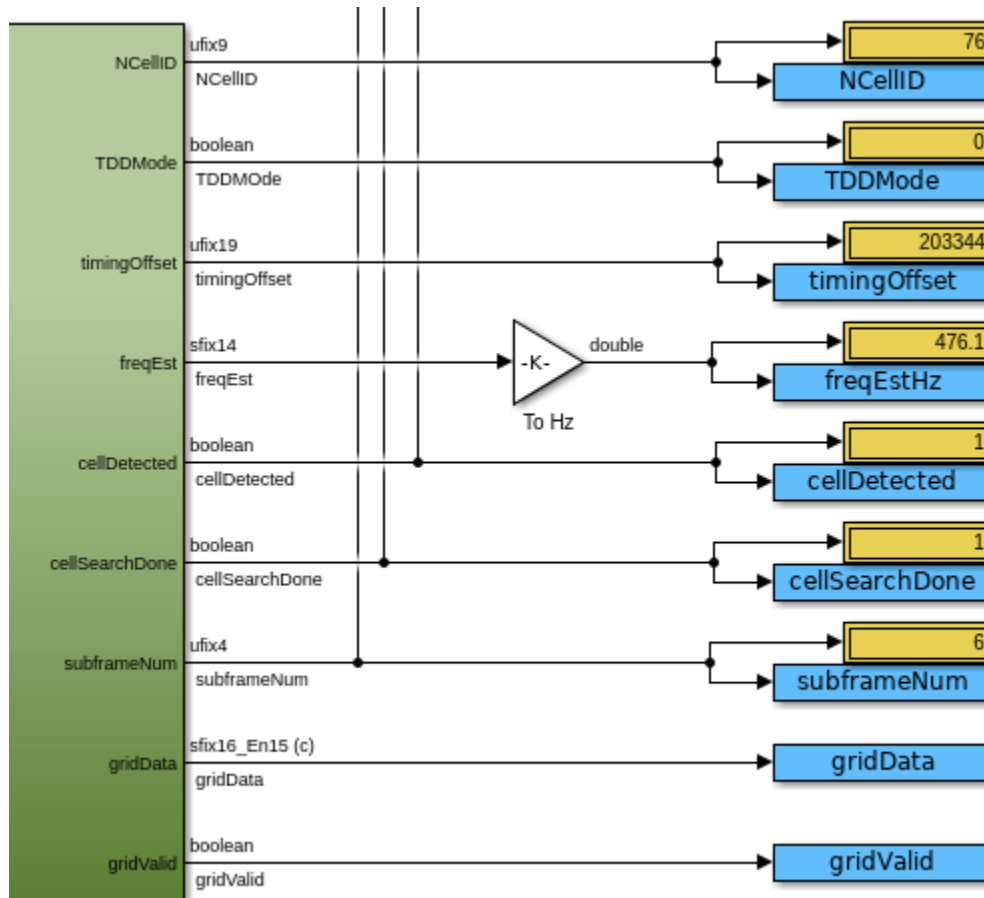 ufix9
76
NCellID
NCellID
NCellID
boolean
0
TDDMode
TDDMOde
TDDMode
ufix19
203344
timingOffset
timingOffset
timingOffset
sfix14
double
476.1
freqEst
-K-
freqEst
freqEstHz
To Hz
boolean
1
cellDetected
cellDetected
cellDetected
boolean
1
cellSearchDone
cellSearchDone
cellSearchDone
ufix4
6
subframeNum
subframeNum
subframeNum
sfix16_En15 (c)
gridData
gridData
gridData
boolean
gridValid
gridValid
gridValid